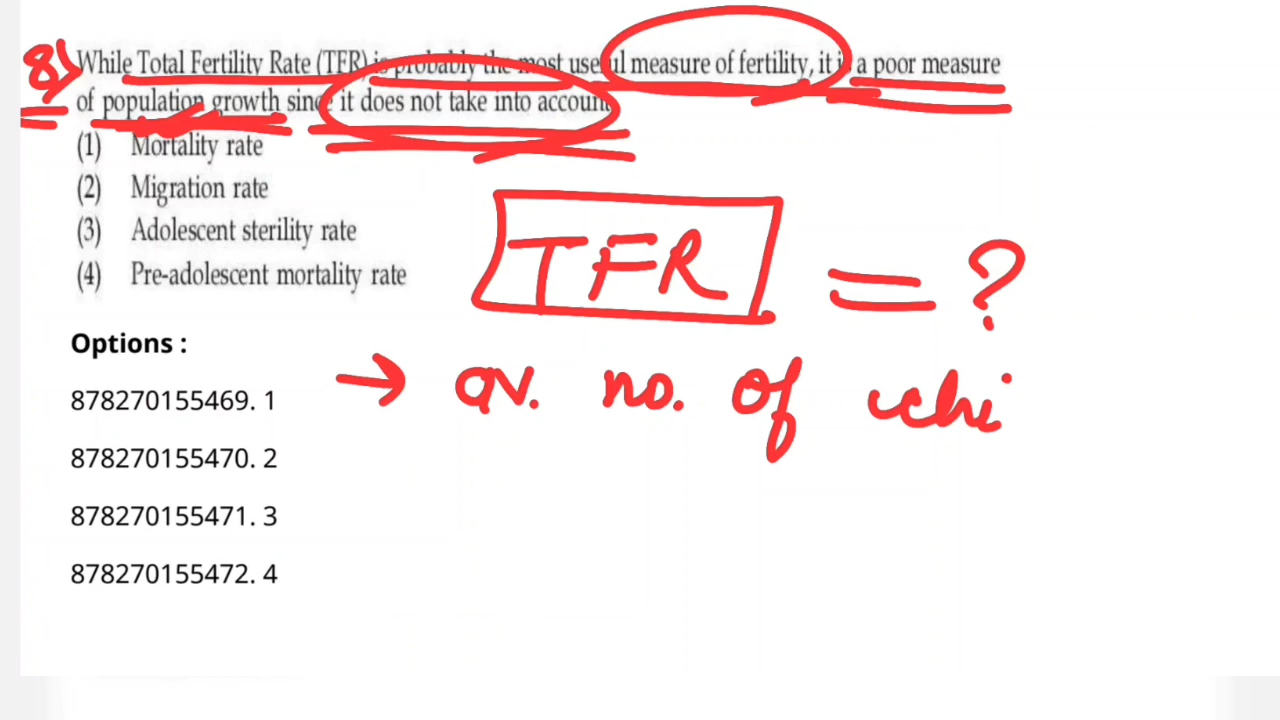 8) While Total Fertility Rate (TFR) is probably the most useful measure of fertility, it is a poor measure
of population growth since it does not take into account
(1) Mortality rate
(2) Migration rate
(3) Adolescent sterility rate
(4) Pre-adolescent mortality rate
TFR = ?
Options :
→ av. no. of chi
878270155469. 1
878270155470. 2
878270155471. 3
878270155472. 4